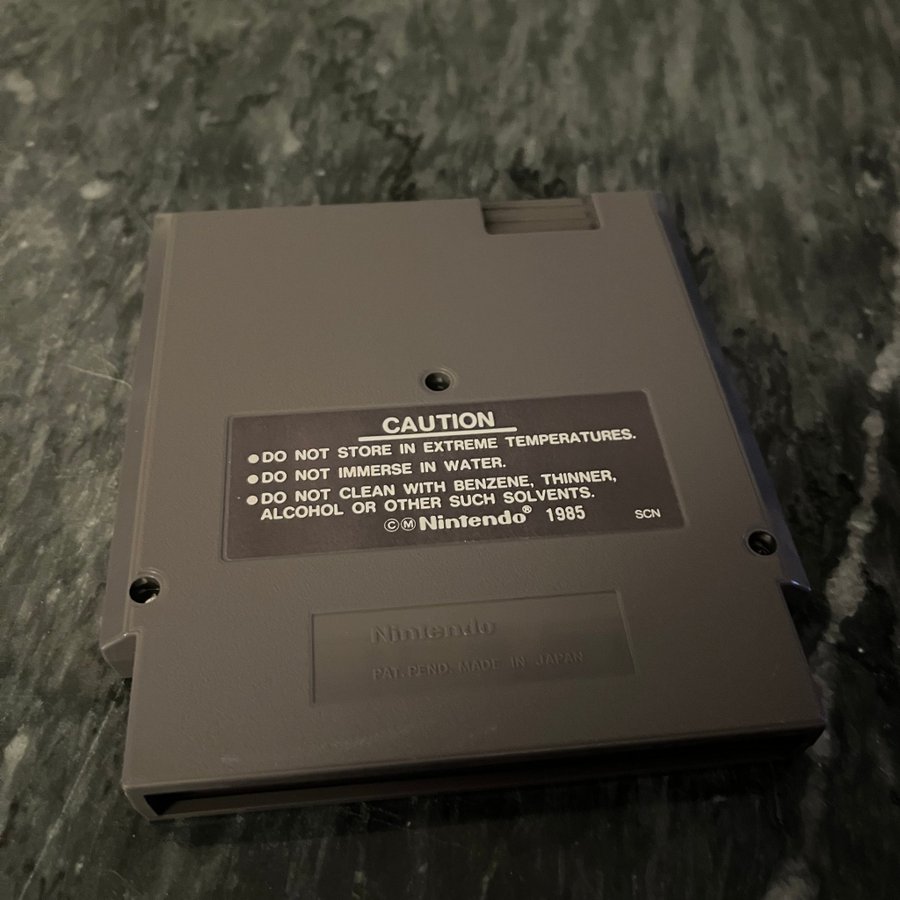 CAUTION
●DO NOT STORE IN EXTREME TEMPERATURES.
●DO NOT IMMERSE IN WATER.
●DO NOT CLEAN WITH BENZENE, THINNER,
ALCOHOL OR OTHER SUCH SOLVENTS.
ⒸⓂNintendo® 1985 SCN
Nintendo
PAT. PEND. MADE IN JAPAN